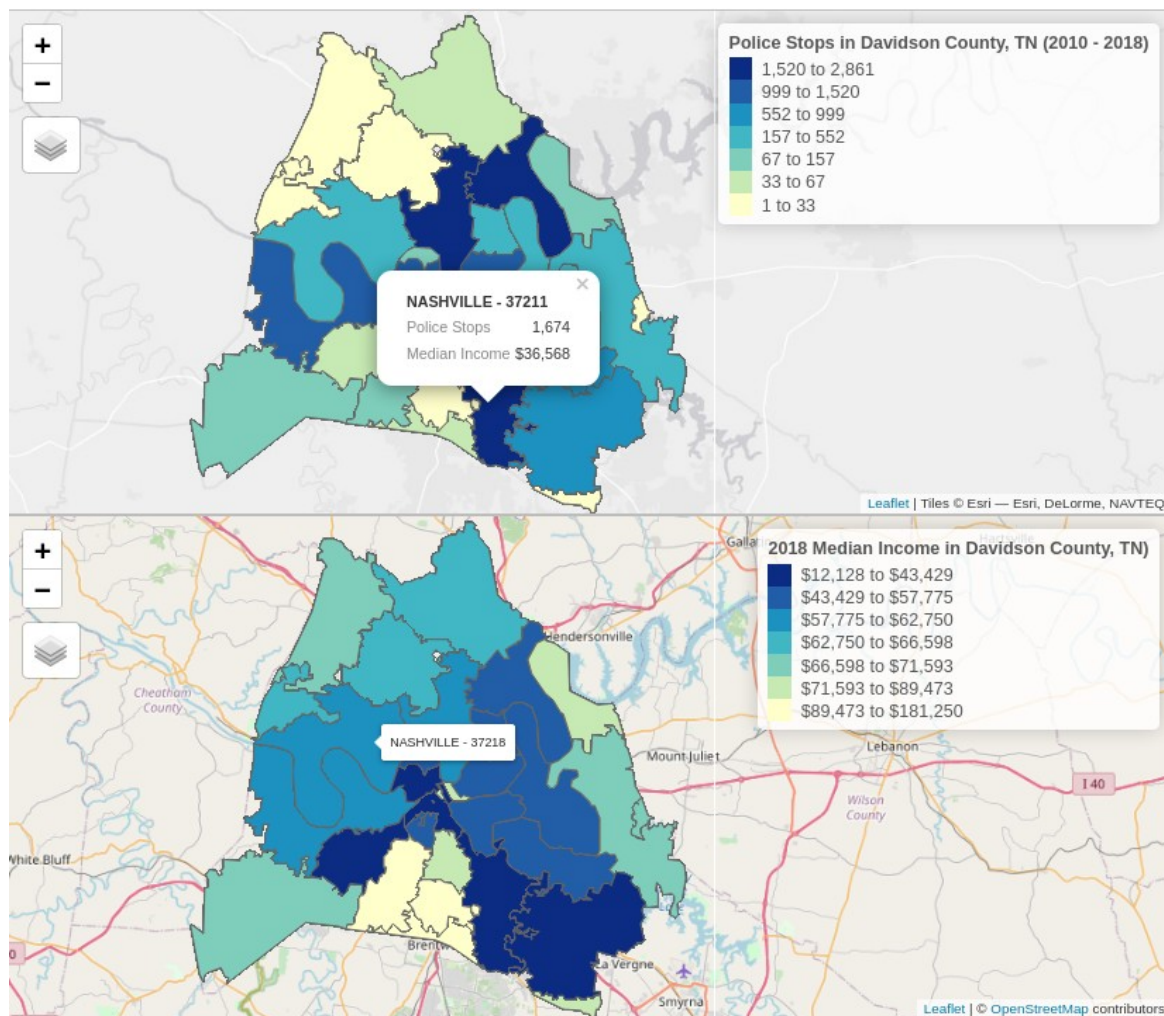 +
−
Police Stops in Davidson County, TN (2010 - 2018)
1,520 to 2,861
999 to 1,520
552 to 999
157 to 552
67 to 157
33 to 67
1 to 33
×
NASHVILLE - 37211
Police Stops 1,674
Median Income $36,568
Leaflet | Tiles © Esri — Esri, DeLorme, NAVTEQ
+
−
2018 Median Income in Davidson County, TN)
$12,128 to $43,429
$43,429 to $57,775
$57,775 to $62,750
$62,750 to $66,598
$66,598 to $71,593
$71,593 to $89,473
$89,473 to $181,250
Hartsville
Hendersonville
Cheatham
County
NASHVILLE - 37218
Mount Juliet
Lebanon
I 40
Wilson
County
White Bluff
La Vergne
Smyrna
Leaflet | © OpenStreetMap contributors